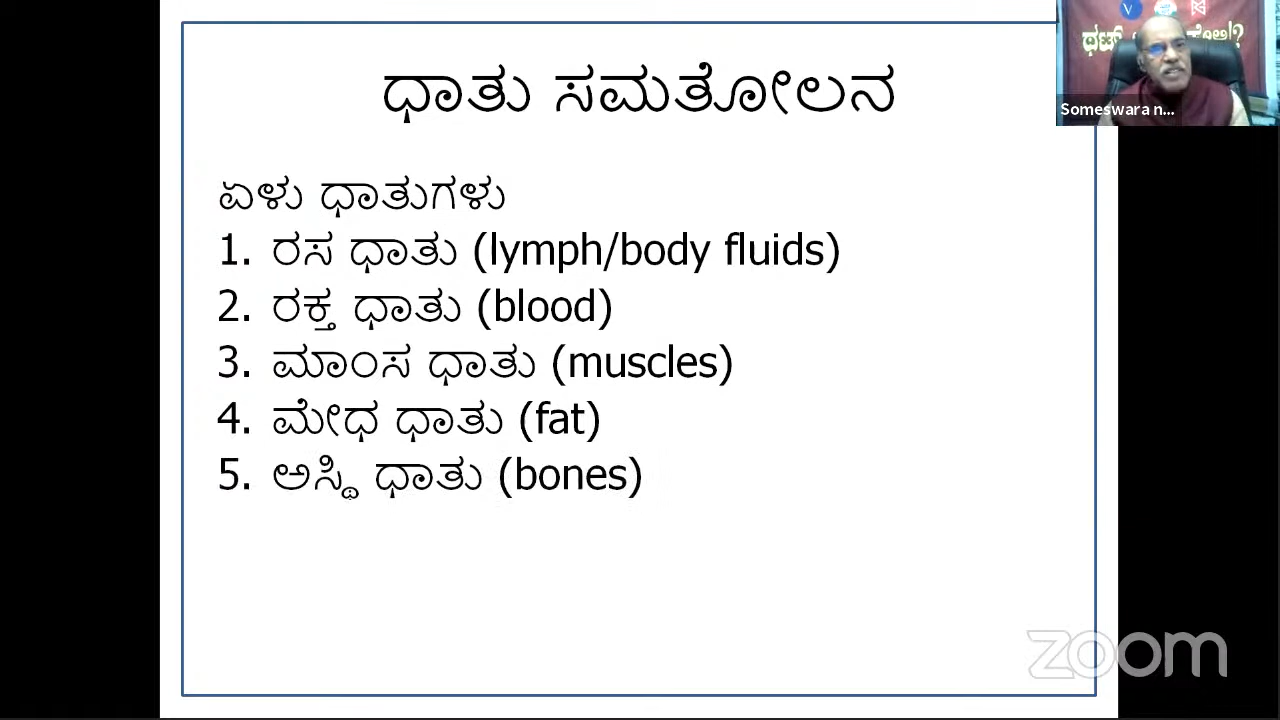 ಧಾತು ಸಮತೋಲನ
ಏಳು ಧಾತುಗಳು
1. ರಸ ಧಾತು (lymph/body fluids)
2. ರಕ್ತ ಧಾತು (blood)
3. ಮಾಂಸ ಧಾತು (muscles)
4. ಮೇಧ ಧಾತು (fat)
5. ಅಸ್ಥಿ ಧಾತು (bones)
Someswara n...
zoom